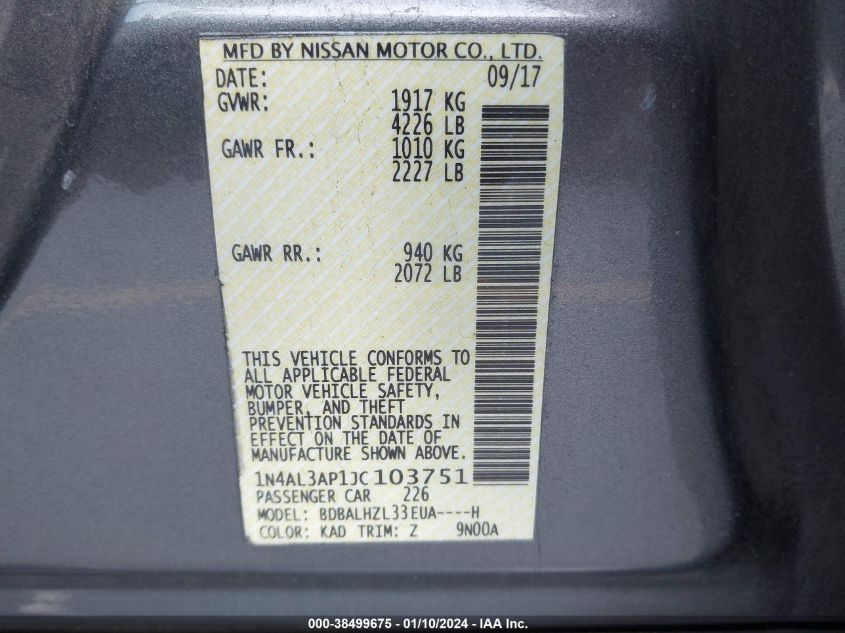 MFD BY NISSAN MOTOR CO., LTD.
DATE: 09/17
GVWR: 1917 KG
4226 LB
GAWR FR.: 1010 KG
2227 LB
GAWR RR.: 940 KG
2072 LB
THIS VEHICLE CONFORMS TO
ALL APPLICABLE FEDERAL
MOTOR VEHICLE SAFETY,
BUMPER, AND THEFT
PREVENTION STANDARDS IN
EFFECT ON THE DATE OF
MANUFACTURE SHOWN ABOVE.
1N4AL3AP1JC103751
PASSENGER CAR 226
MODEL: BDBALHZL33EUA----H
COLOR: KAD TRIM: Z 9N00A
000-38499675 - 01/10/2024 - IAA Inc.